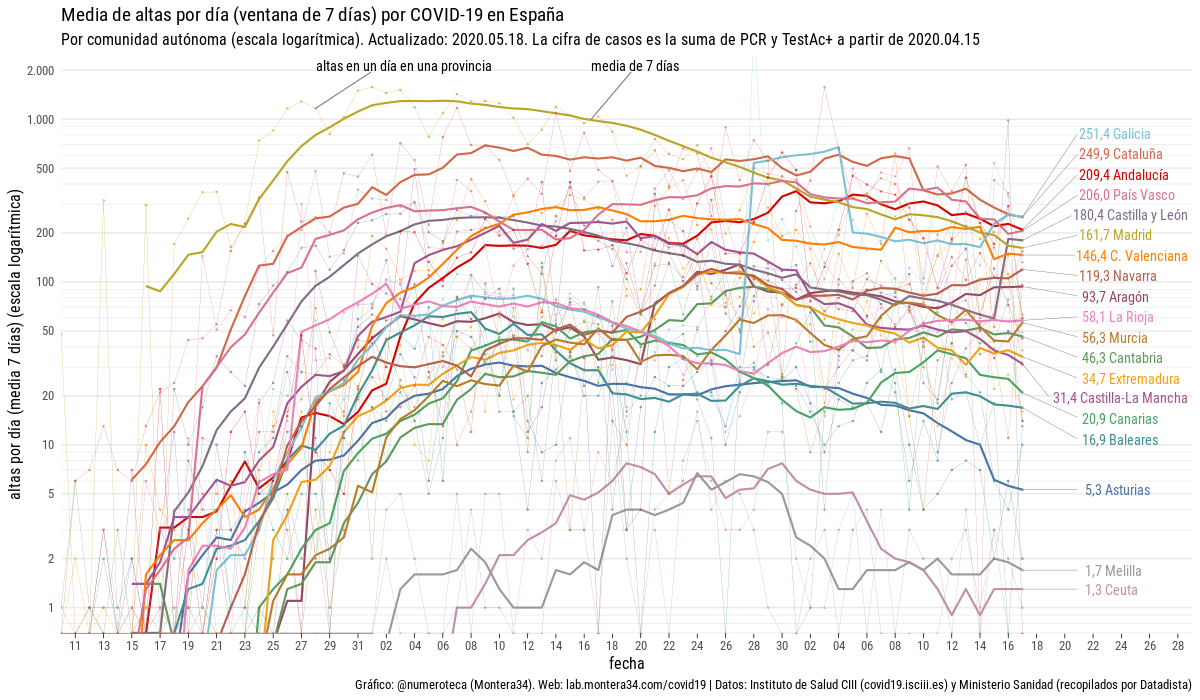 Media de altas por día (ventana de 7 días) por COVID-19 en España
Por comunidad autónoma (escala logarítmica). Actualizado: 2020.05.18. La cifra de casos es la suma de PCR y TestAc+ a partir de 2020.04.15
altas en un día en una provincia
media de 7 días
altas por día (media 7 días) (escala logarítmica)
2.000
1.000
500
200
100
50
20
10
5
2
1
251,4 Galicia
249,9 Cataluña
209,4 Andalucía
206,0 País Vasco
180,4 Castilla y León
161,7 Madrid
146,4 C. Valenciana
119,3 Navarra
93,7 Aragón
58,1 La Rioja
56,3 Murcia
46,3 Cantabria
34,7 Extremadura
31,4 Castilla-La Mancha
20,9 Canarias
16,9 Baleares
5,3 Asturias
1,7 Melilla
1,3 Ceuta
11 13 15 17 19 21 23 25 27 29 31 02 04 06 08 10 12 14 16 18 20 22 24 26 28 30 02 04 06 08 10 12 14 16 18 20 22 24 26 28
fecha
Gráfico: @numeroteca (Montera34). Web: lab.montera34.com/covid19 | Datos: Instituto de Salud CIII (covid19.isciii.es) y Ministerio Sanidad (recopilados por Datadista)